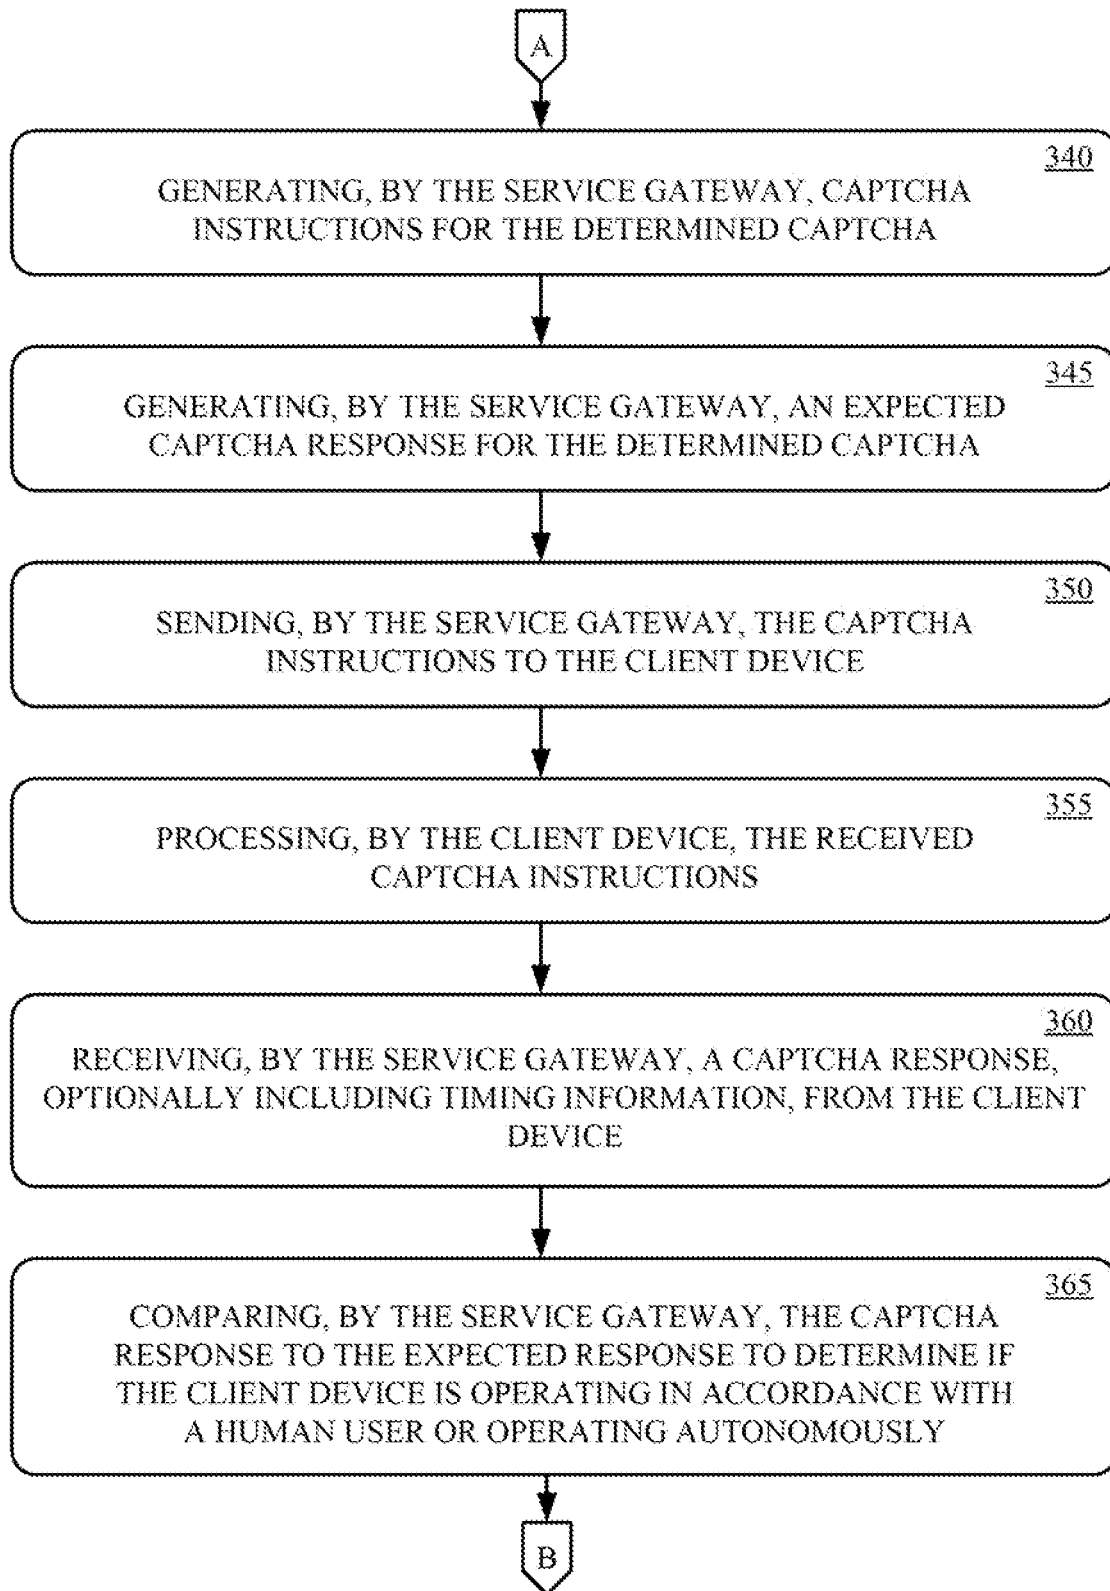 A
340
GENERATING, BY THE SERVICE GATEWAY, CAPTCHA
INSTRUCTIONS FOR THE DETERMINED CAPTCHA
345
GENERATING, BY THE SERVICE GATEWAY, AN EXPECTED
CAPTCHA RESPONSE FOR THE DETERMINED CAPTCHA
350
SENDING, BY THE SERVICE GATEWAY, THE CAPTCHA
INSTRUCTIONS TO THE CLIENT DEVICE
355
PROCESSING, BY THE CLIENT DEVICE, THE RECEIVED
CAPTCHA INSTRUCTIONS
360
RECEIVING, BY THE SERVICE GATEWAY, A CAPTCHA RESPONSE,
OPTIONALLY INCLUDING TIMING INFORMATION, FROM THE CLIENT
DEVICE
365
COMPARING, BY THE SERVICE GATEWAY, THE CAPTCHA
RESPONSE TO THE EXPECTED RESPONSE TO DETERMINE IF
THE CLIENT DEVICE IS OPERATING IN ACCORDANCE WITH
A HUMAN USER OR OPERATING AUTONOMOUSLY
B